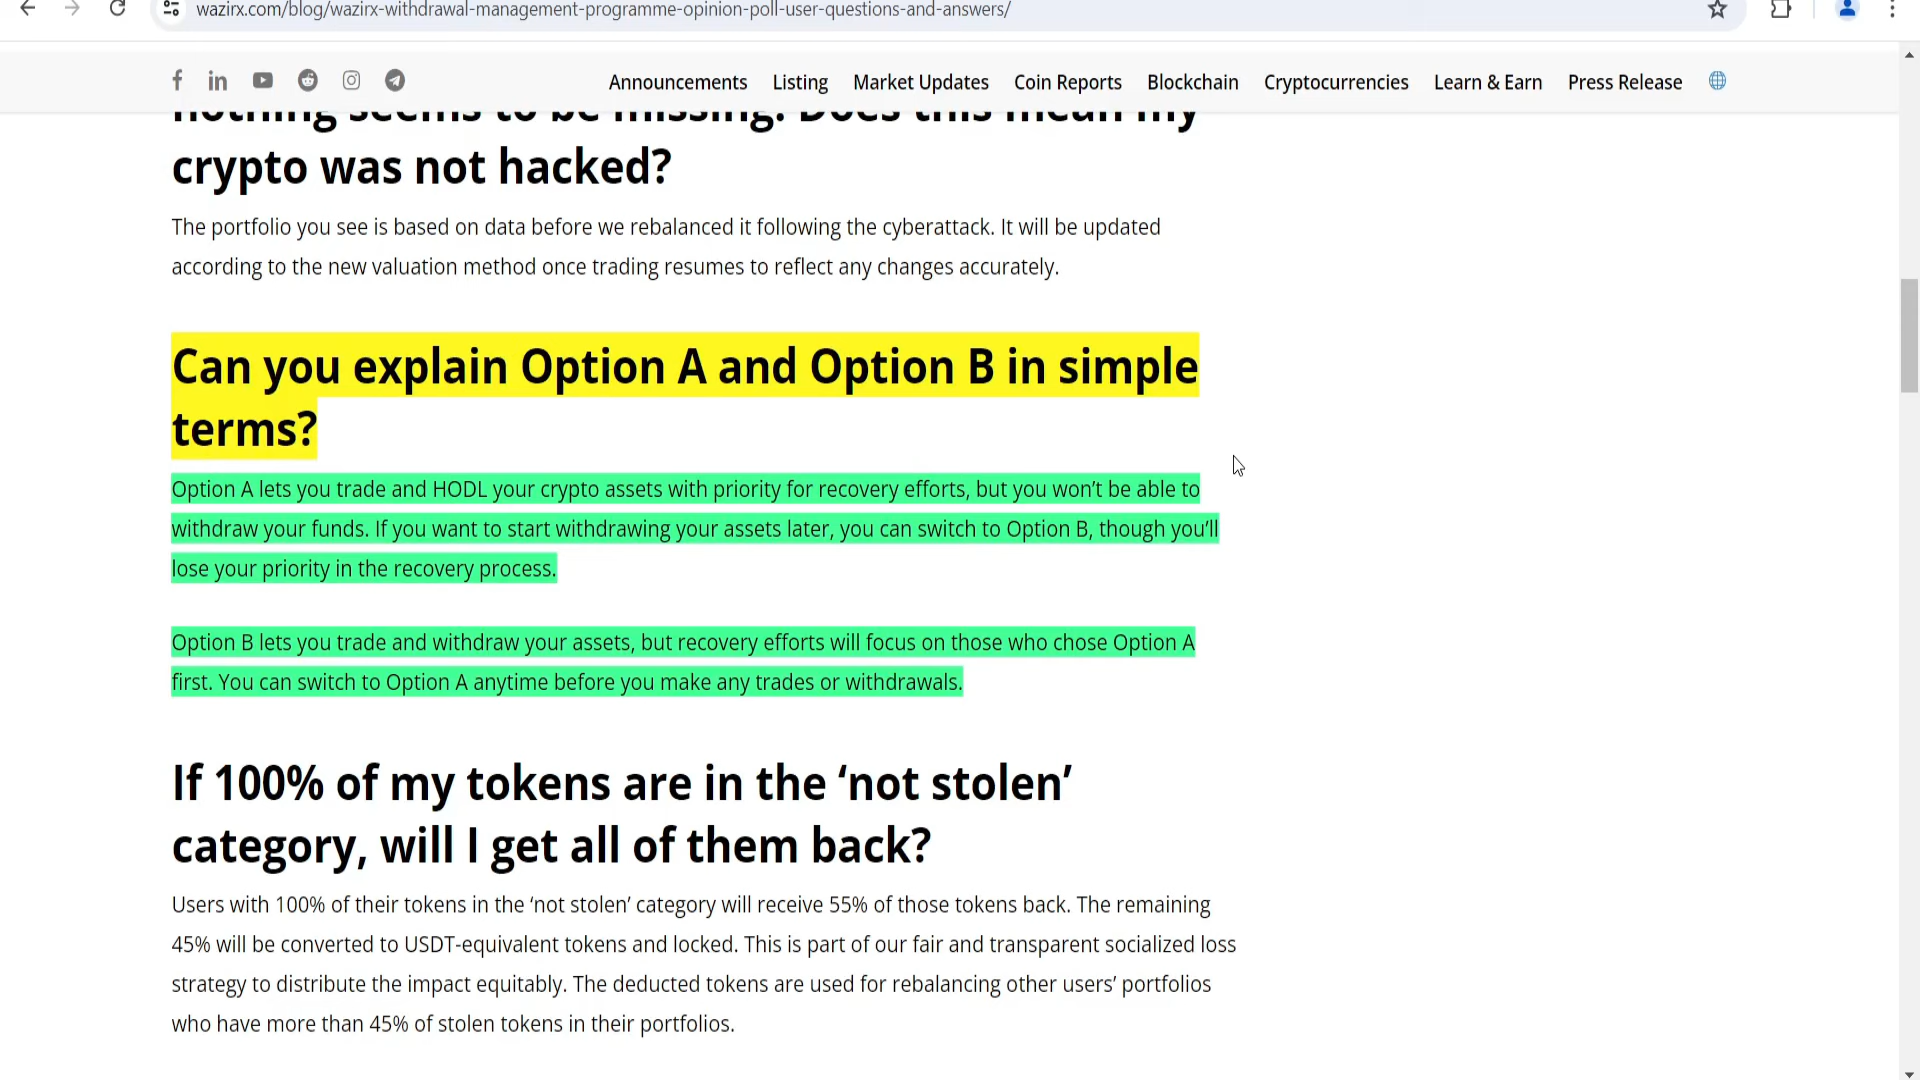 wazirx.com/blog/wazirx-withdrawal-management-programme-opinion-poll-user-questions-and-answers/
Announcements Listing Market Updates Coin Reports Blockchain Cryptocurrencies Learn & Earn Press Release
nothing seems to be missing. Does this mean my
crypto was not hacked?
The portfolio you see is based on data before we rebalanced it following the cyberattack. It will be updated
according to the new valuation method once trading resumes to reflect any changes accurately.
Can you explain Option A and Option B in simple
terms?
Option A lets you trade and HODL your crypto assets with priority for recovery efforts, but you won’t be able to
withdraw your funds. If you want to start withdrawing your assets later, you can switch to Option B, though you’ll
lose your priority in the recovery process.
Option B lets you trade and withdraw your assets, but recovery efforts will focus on those who chose Option A
first. You can switch to Option A anytime before you make any trades or withdrawals.
If 100% of my tokens are in the ‘not stolen’
category, will I get all of them back?
Users with 100% of their tokens in the ‘not stolen’ category will receive 55% of those tokens back. The remaining
45% will be converted to USDT-equivalent tokens and locked. This is part of our fair and transparent socialized loss
strategy to distribute the impact equitably. The deducted tokens are used for rebalancing other users’ portfolios
who have more than 45% of stolen tokens in their portfolios.